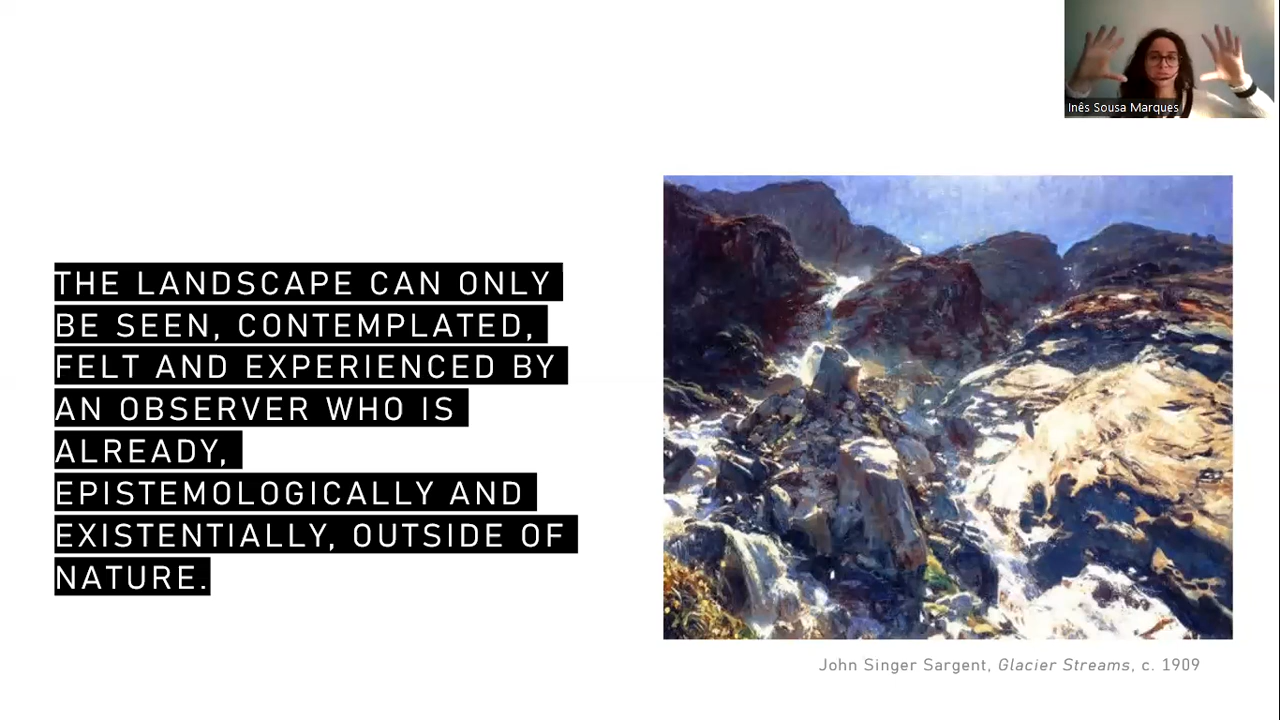 Inês Sousa Marques
THE LANDSCAPE CAN ONLY
BE SEEN, CONTEMPLATED,
FELT AND EXPERIENCED BY
AN OBSERVER WHO IS
ALREADY,
EPISTEMOLOGICALLY AND
EXISTENTIALLY, OUTSIDE OF
NATURE.
John Singer Sargent, Glacier Streams, c. 1909